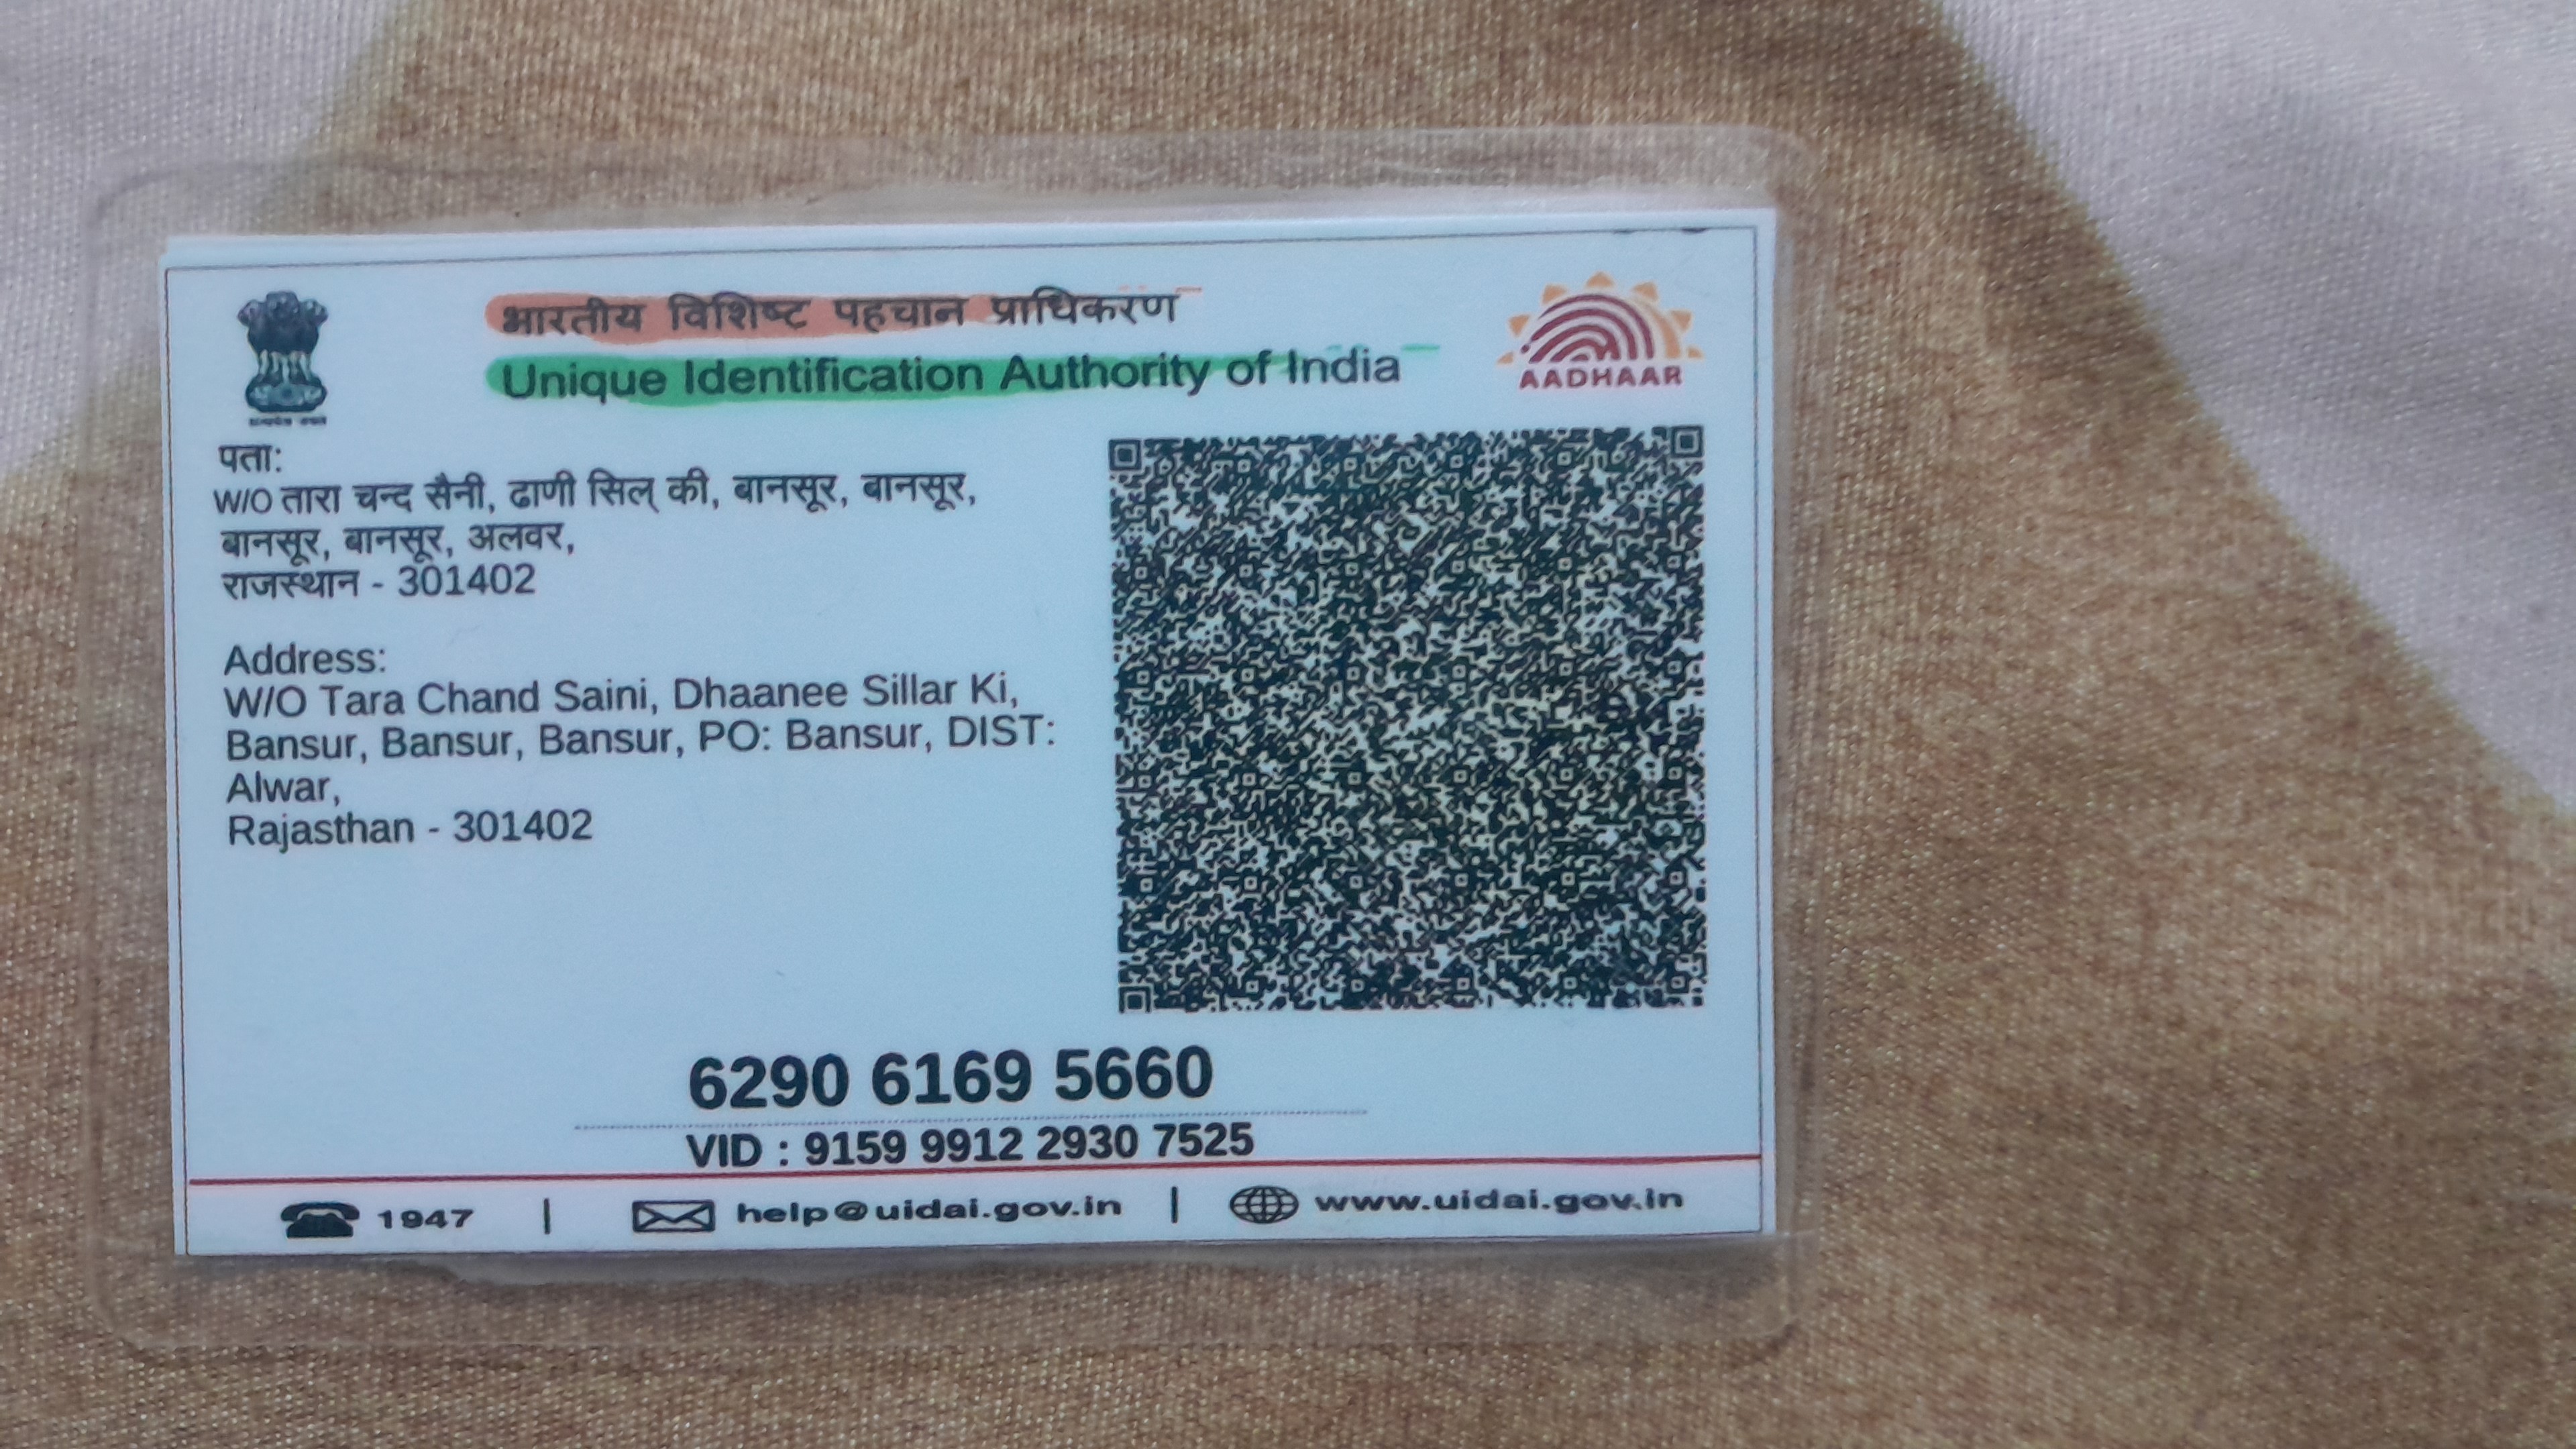 भारतीय विशिष्ट पहचान प्राधिकरण
Unique Identification Authority of India
AADHAAR
पता:
W/O तारा चन्द सैनी, ढाणी सिल् की, बानसूर, बानसूर,
बानसूर, बानसूर, अलवर,
राजस्थान - 301402
Address:
W/O Tara Chand Saini, Dhaanee Sillar Ki,
Bansur, Bansur, Bansur, PO: Bansur, DIST:
Alwar,
Rajasthan - 301402
6290 6169 5660
VID : 9159 9912 2930 7525
1947 | help@uidai.gov.in | www.uidai.gov.in